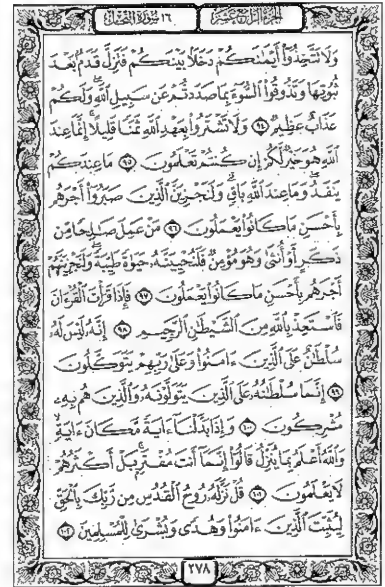 الجزء الرابع عشر
١٦ سورة النحل
وَلَا تَتَّخِذُوٓا۟ أَيْمَٰنَكُمْ دَخَلًۢا بَيْنَكُمْ فَتَزِلَّ قَدَمٌۢ بَعْدَ
ثُبُوتِهَا وَتَذُوقُوا۟ ٱلسُّوٓءَ بِمَا صَدَدتُّمْ عَن سَبِيلِ ٱللَّهِ وَلَكُمْ
عَذَابٌ عَظِيمٌ ٩٤ وَلَا تَشْتَرُوا۟ بِعَهْدِ ٱللَّهِ ثَمَنًا قَلِيلًا إِنَّمَا عِندَ
ٱللَّهِ هُوَ خَيْرٌ لَّكُمْ إِن كُنتُمْ تَعْلَمُونَ ٩٥ مَا عِندَكُمْ
يَنفَدُ وَمَا عِندَ ٱللَّهِ بَاقٍ وَلَنَجْزِيَنَّ ٱلَّذِينَ صَبَرُوٓا۟ أَجْرَهُم
بِأَحْسَنِ مَا كَانُوا۟ يَعْمَلُونَ ٩٦ مَنْ عَمِلَ صَٰلِحًا مِّن
ذَكَرٍ أَوْ أُنثَىٰ وَهُوَ مُؤْمِنٌ فَلَنُحْيِيَنَّهُۥ حَيَوٰةً طَيِّبَةً وَلَنَجْزِيَنَّهُمْ
أَجْرَهُم بِأَحْسَنِ مَا كَانُوا۟ يَعْمَلُونَ ٩٧ فَإِذَا قَرَأْتَ ٱلْقُرْءَانَ
فَٱسْتَعِذْ بِٱللَّهِ مِنَ ٱلشَّيْطَٰنِ ٱلرَّجِيمِ ٩٨ إِنَّهُۥ لَيْسَ لَهُۥ
سُلْطَٰنٌ عَلَى ٱلَّذِينَ ءَامَنُوا۟ وَعَلَىٰ رَبِّهِمْ يَتَوَكَّلُونَ
٩٩ إِنَّمَا سُلْطَٰنُهُۥ عَلَى ٱلَّذِينَ يَتَوَلَّوْنَهُۥ وَٱلَّذِينَ هُم بِهِۦ
مُشْرِكُونَ ١٠٠ وَإِذَا بَدَّلْنَآ ءَايَةً مَّكَانَ ءَايَةٍ
وَٱللَّهُ أَعْلَمُ بِمَا يُنَزِّلُ قَالُوٓا۟ إِنَّمَآ أَنتَ مُفْتَرٍۭ بَلْ أَكْثَرُهُمْ
لَا يَعْلَمُونَ ١٠١ قُلْ نَزَّلَهُۥ رُوحُ ٱلْقُدُسِ مِن رَّبِّكَ بِٱلْحَقِّ
لِيُثَبِّتَ ٱلَّذِينَ ءَامَنُوا۟ وَهُدًى وَبُشْرَىٰ لِلْمُسْلِمِينَ ١٠٢
٢٧٨